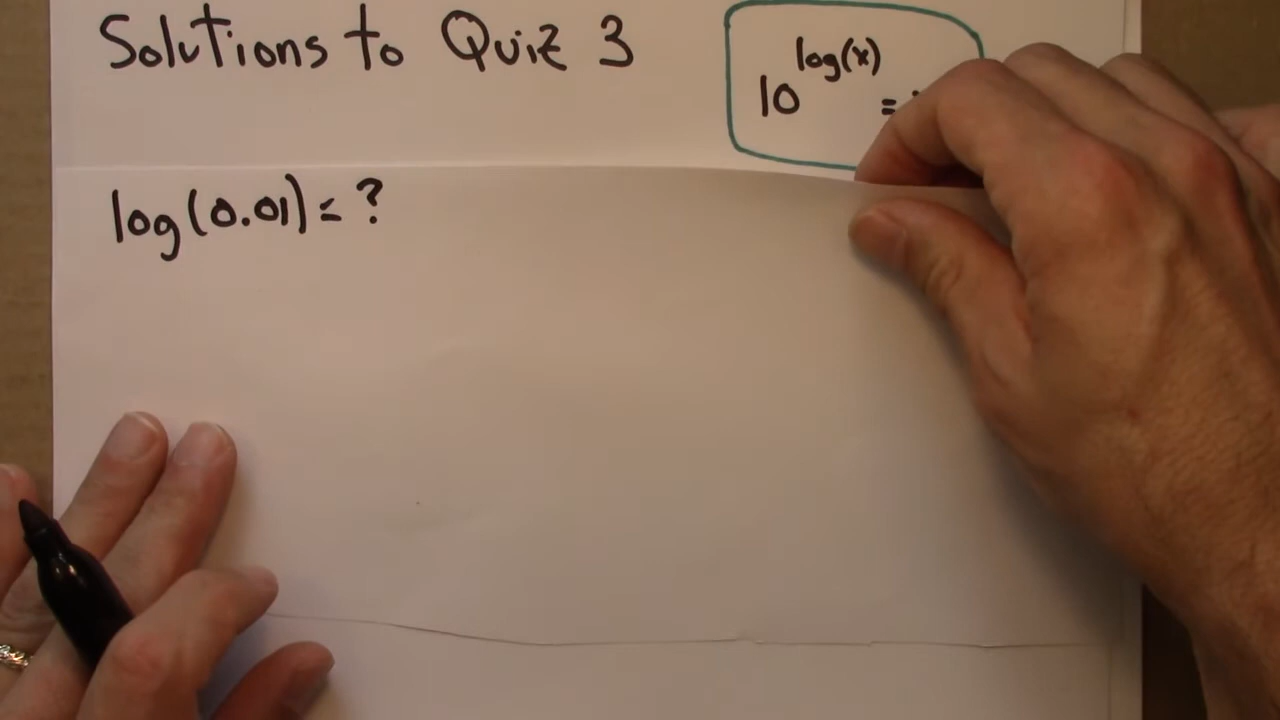 Solutions to Quiz 3
10^log(x) =
log(0.01) = ?